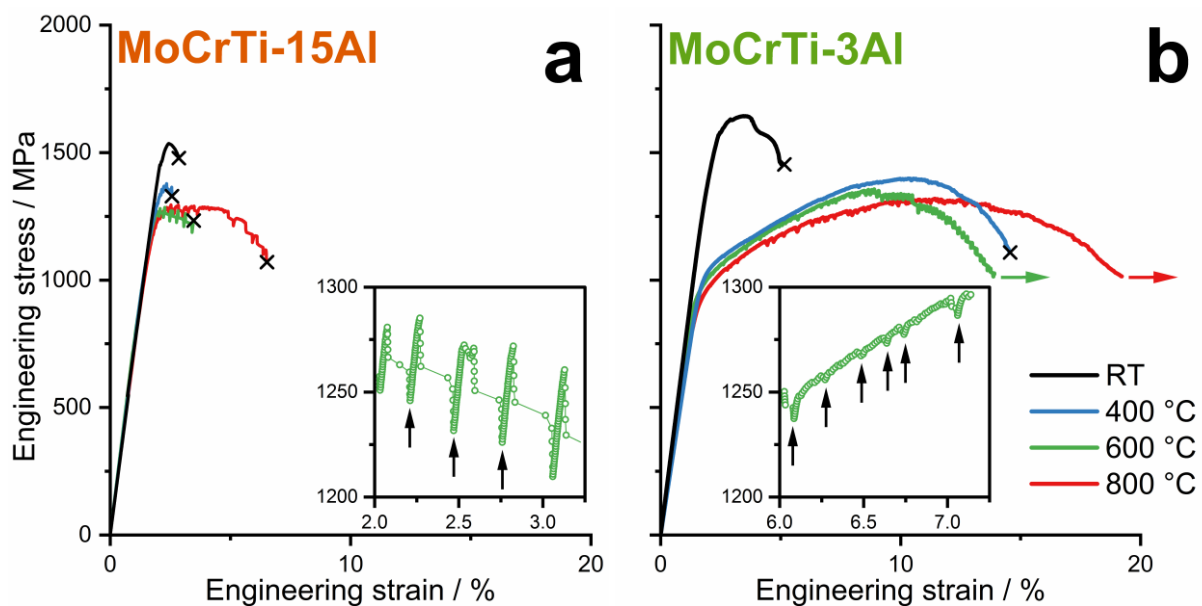 MoCrTi-15Al
a
MoCrTi-3Al
b
Engineering stress / MPa
2000
1500
1000
500
0
0
10
20
Engineering strain / %
1300
1250
1200
2.0
2.5
3.0
0
10
20
Engineering strain / %
1300
1250
1200
6.0
6.5
7.0
RT
400 °C
600 °C
800 °C